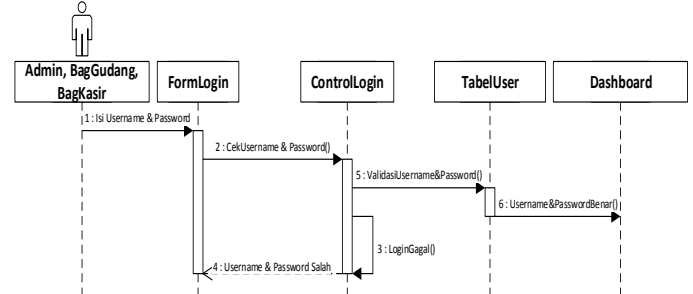 Admin, BagGudang,
BagKasir
FormLogin
ControlLogin
TabelUser
Dashboard
1 : Isi Username & Password
2 : CekUsername & Password()
5 : ValidasiUsername&Password()
6 : Username&PasswordBenar()
3 : LoginGagal()
4 : Username & Password Salah